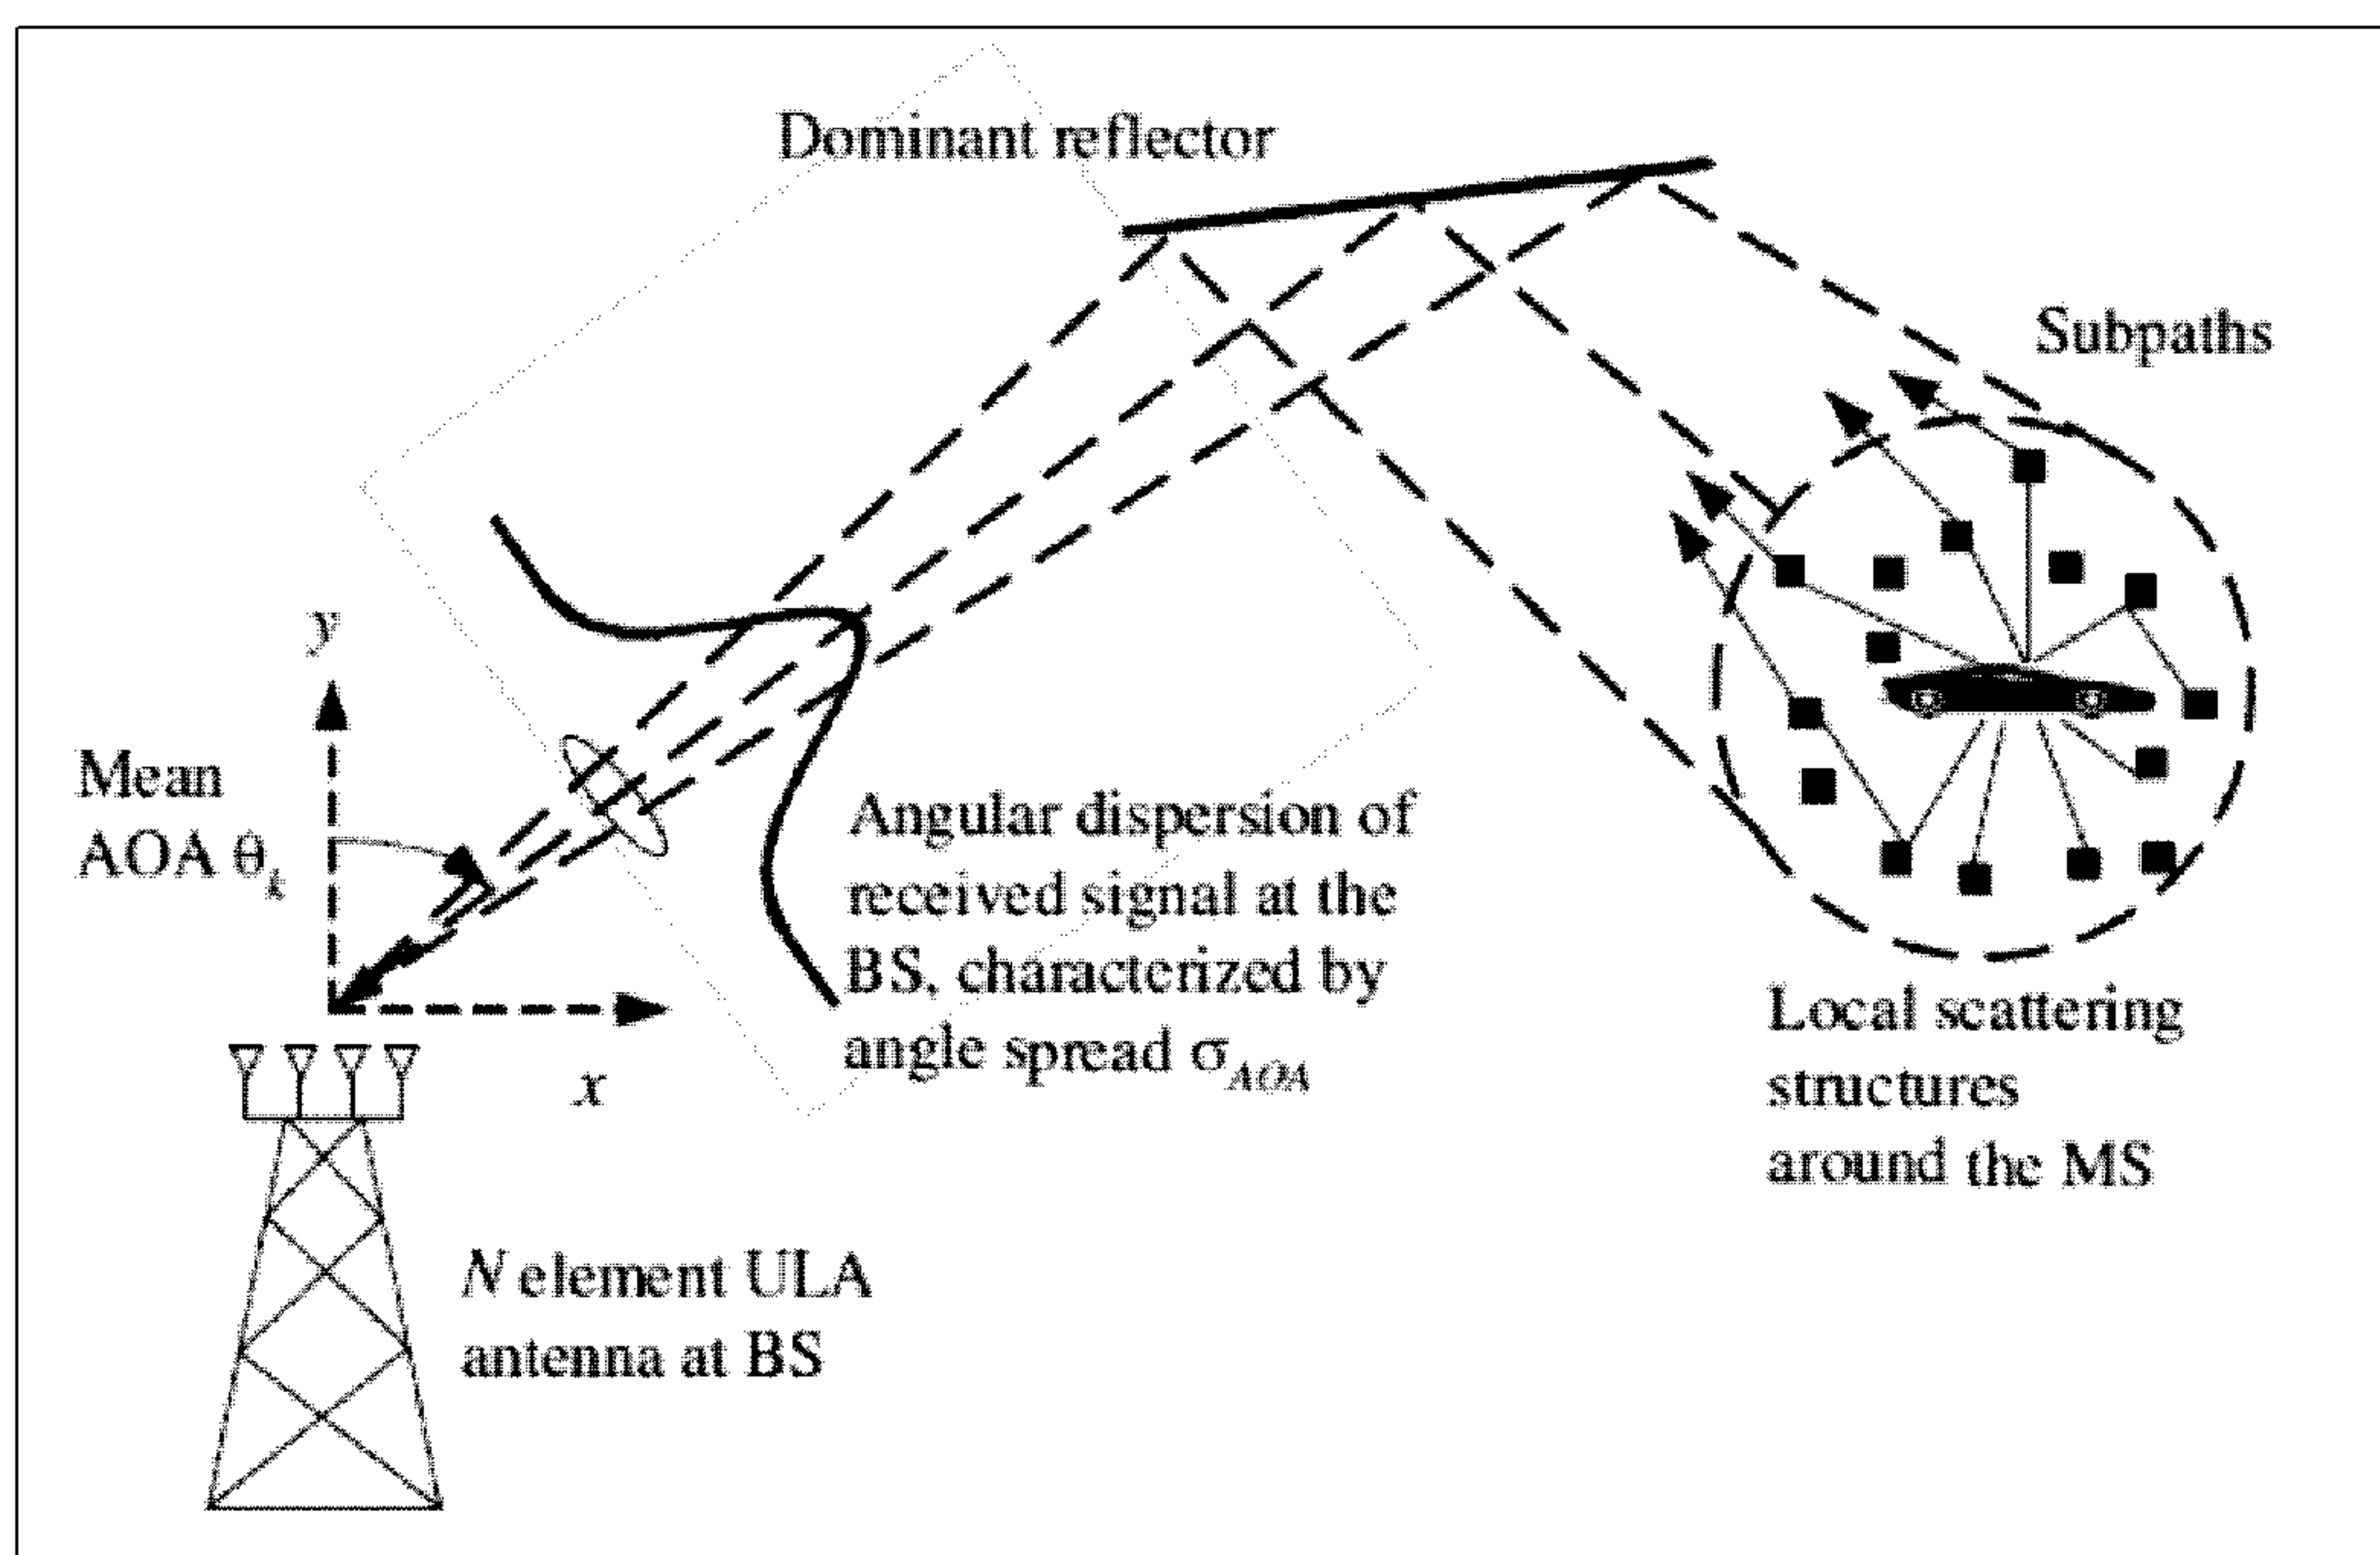 Dominant reflector
Subpaths
y
Mean
AOA θk
x
Angular dispersion of
received signal at the
BS, characterized by
angle spread σAOA
Local scattering
structures
around the MS
N element ULA
antenna at BS